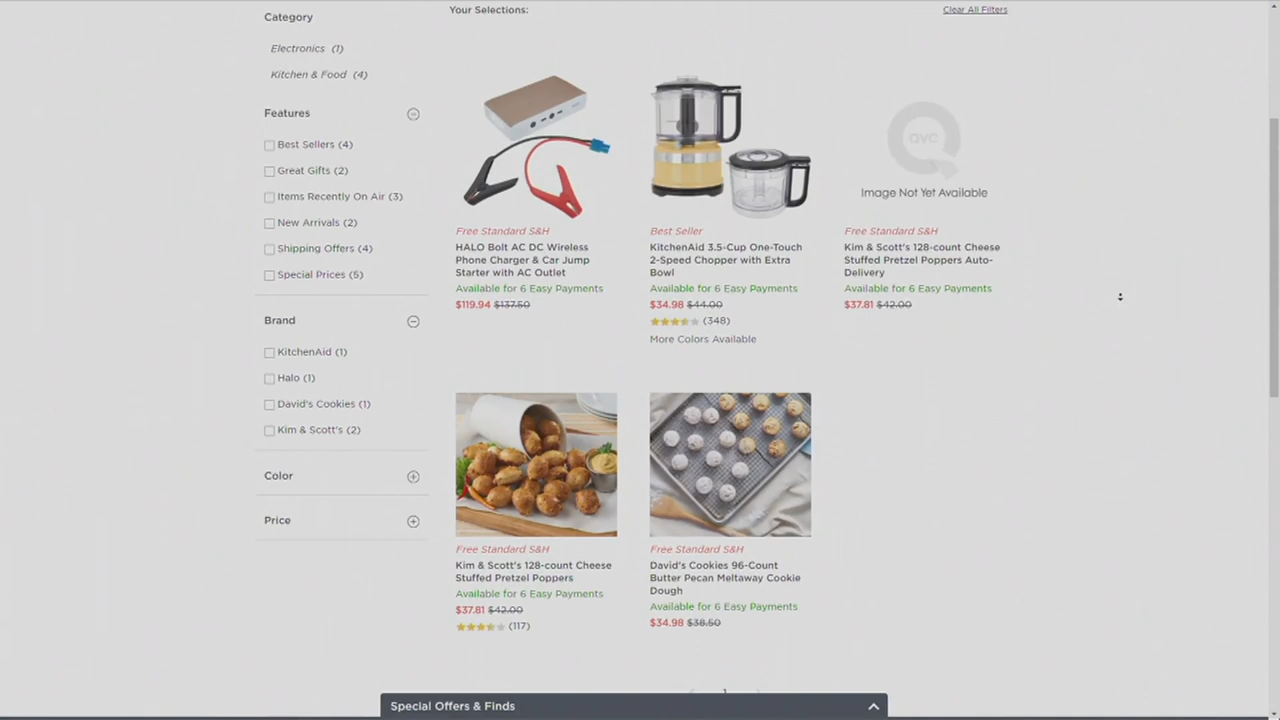 Category
Electronics (1)
Kitchen & Food (4)
Features
Best Sellers (4)
Great Gifts (2)
Items Recently On Air (3)
New Arrivals (2)
Shipping Offers (4)
Special Prices (5)
Brand
KitchenAid (1)
Halo (1)
David's Cookies (1)
Kim & Scott's (2)
Color
Price
Your Selections:
Clear All Filters
Free Standard S&H
HALO Bolt AC DC Wireless
Phone Charger & Car Jump
Starter with AC Outlet
Available for 6 Easy Payments
$119.94 $137.50
Best Seller
KitchenAid 3.5-Cup One-Touch
2-Speed Chopper with Extra
Bowl
Available for 6 Easy Payments
$34.98 $44.00
(348)
More Colors Available
QVC
Image Not Yet Available
Free Standard S&H
Kim & Scott's 128-count Cheese
Stuffed Pretzel Poppers Auto-
Delivery
Available for 6 Easy Payments
$37.81 $42.00
Free Standard S&H
Kim & Scott's 128-count Cheese
Stuffed Pretzel Poppers
Available for 6 Easy Payments
$37.81 $42.00
(117)
Free Standard S&H
David's Cookies 96-Count
Butter Pecan Meltaway Cookie
Dough
Available for 6 Easy Payments
$34.98 $38.50
1
Special Offers & Finds